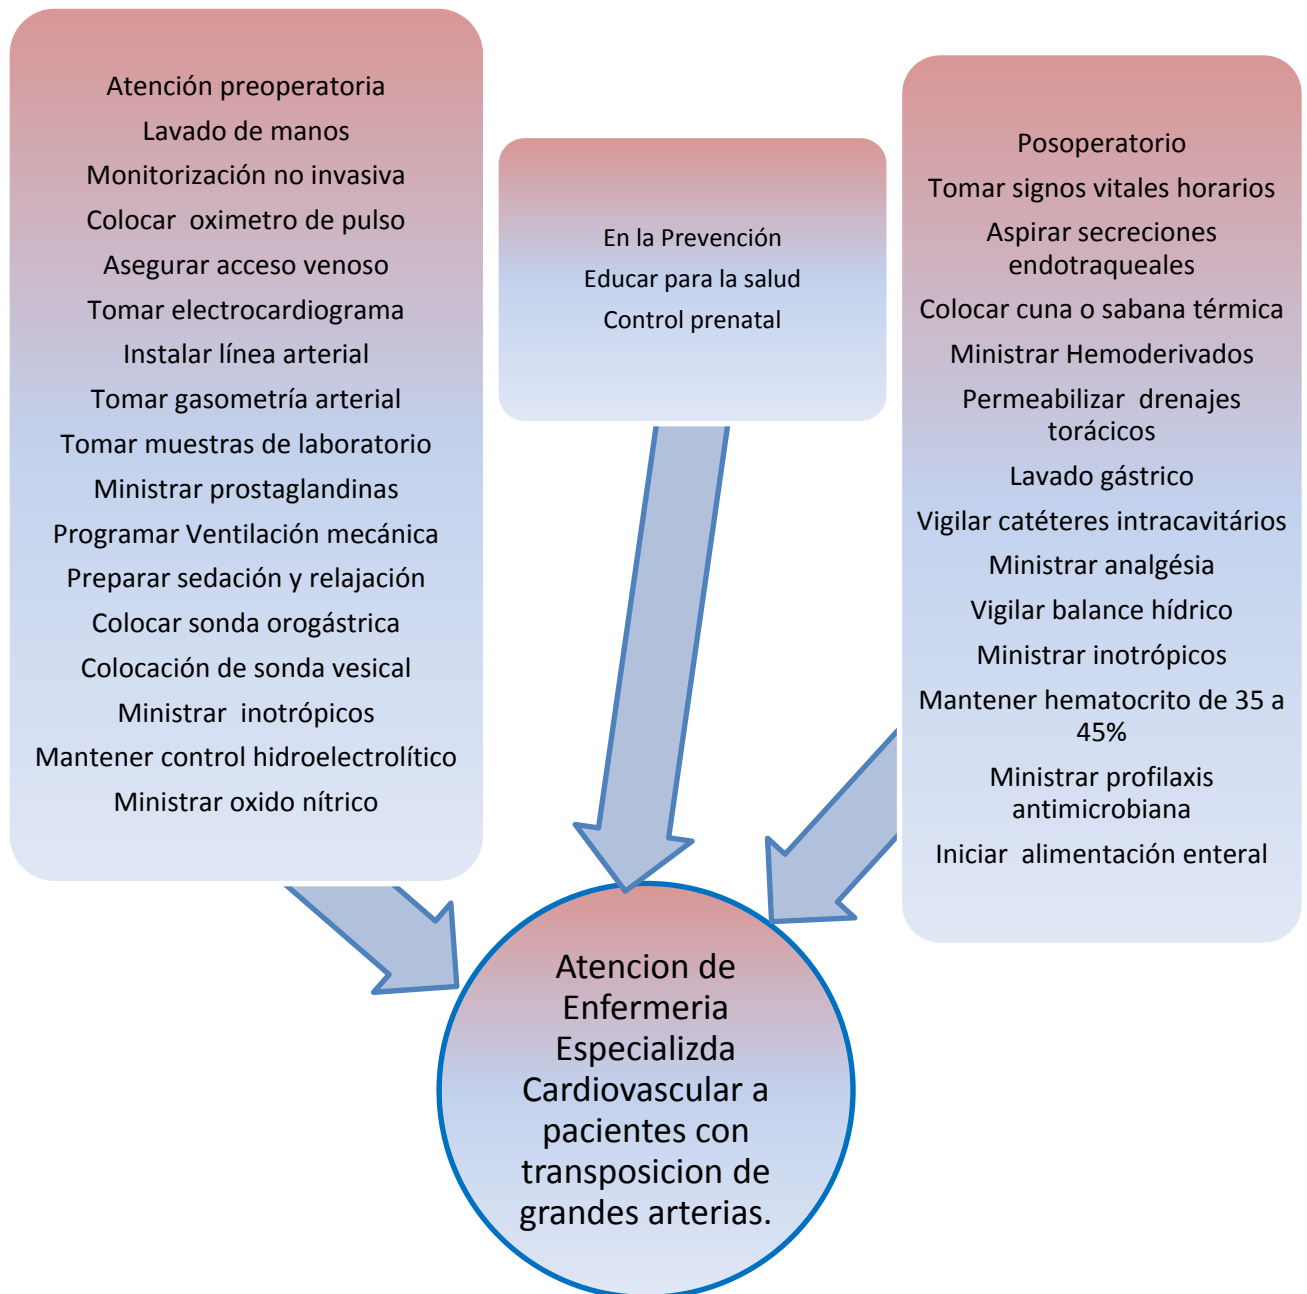 Atención preoperatoria
Lavado de manos
Monitorización no invasiva
Colocar oximetro de pulso
Asegurar acceso venoso
Tomar electrocardiograma
Instalar línea arterial
Tomar gasometría arterial
Tomar muestras de laboratorio
Ministrar prostaglandinas
Programar Ventilación mecánica
Preparar sedación y relajación
Colocar sonda orogástrica
Colocación de sonda vesical
Ministrar inotrópicos
Mantener control hidroelectrolítico
Ministrar oxido nítrico
En la Prevención
Educar para la salud
Control prenatal
Posoperatorio
Tomar signos vitales horarios
Aspirar secreciones
endotraqueales
Colocar cuna o sabana térmica
Ministrar Hemoderivados
Permeabilizar drenajes
torácicos
Lavado gástrico
Vigilar catéteres intracavitários
Ministrar analgésia
Vigilar balance hídrico
Ministrar inotrópicos
Mantener hematocrito de 35 a
45%
Ministrar profilaxis
antimicrobiana
Iniciar alimentación enteral
Atencion de
Enfermeria
Especializda
Cardiovascular a
pacientes con
transposicion de
grandes arterias.